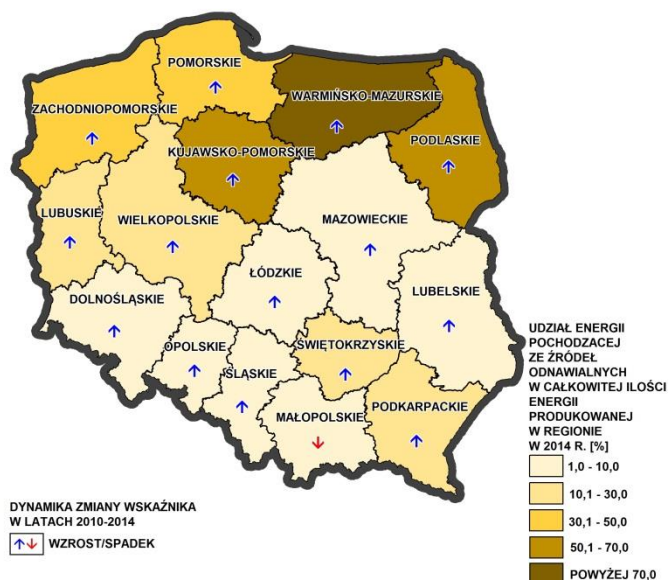 POMORSKIE
WARMIŃSKO-MAZURSKIE
ZACHODNIOPOMORSKIE
PODLASKIE
KUJAWSKO-POMORSKIE
LUBUSKIE
WIELKOPOLSKIE
MAZOWIECKIE
ŁÓDZKIE
LUBELSKIE
DOLNOŚLĄSKIE
OPOLSKIE
ŚWIĘTOKRZYSKIE
ŚLĄSKIE
MAŁOPOLSKIE
PODKARPACKIE
UDZIAŁ ENERGII
POCHODZACEJ
ZE ŹRÓDEŁ
ODNAWIALNYCH
W CAŁKOWITEJ ILOŚCI
ENERGII
PRODUKOWANEJ
W REGIONIE
W 2014 R. [%]
1,0 - 10,0
10,1 - 30,0
30,1 - 50,0
50,1 - 70,0
POWYŻEJ 70,0
DYNAMIKA ZMIANY WSKAŹNIKA
W LATACH 2010-2014
WZROST/SPADEK